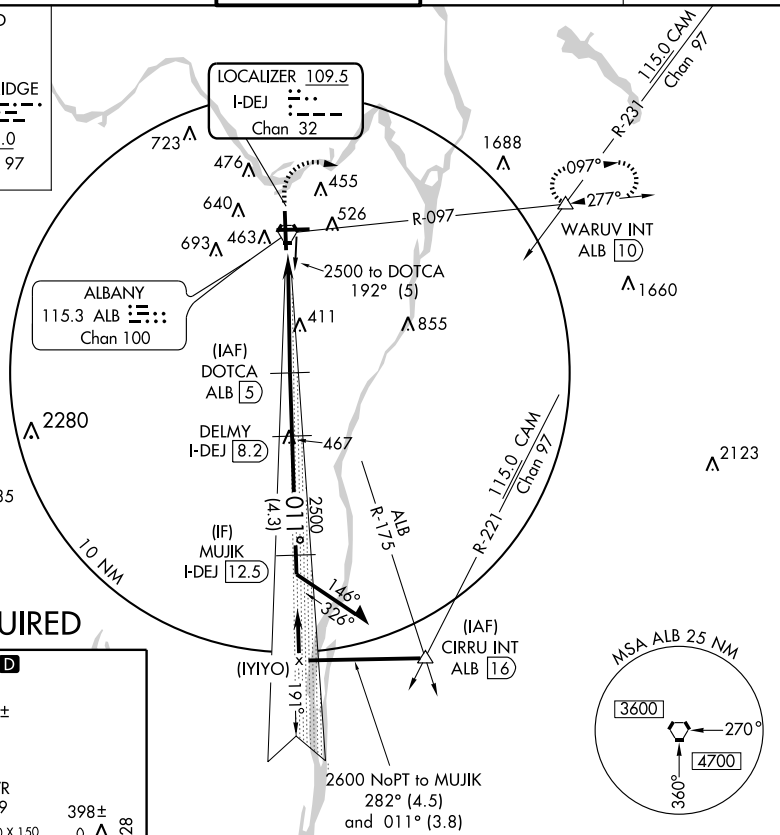 D
IDGE
.0
97
LOCALIZER 109.5
I-DEJ
Chan 32
115.0 CAM
Chan 97
R-231
723
476
455
1688
640
526
693
463
R-097
097°
277°
WARUV INT
ALB 10
2500 to DOTCA
192° (5)
1660
ALBANY
115.3 ALB
Chan 100
411
855
(IAF)
DOTCA
ALB 5
2280
DELMY
I-DEJ 8.2
467
2123
115.0 CAM
Chan 97
R-221
35
011°
2500
(4.3)
ALB
R-175
(IF)
MUJIK
I-DEJ 12.5
10 NM
146°
326°
UIRED
(IAF)
CIRRU INT
ALB 16
(IYIYO)
191°
MSA ALB 25 NM
3600
270°
4700
360°
D
±
2600 NoPT to MUJIK
282° (4.5)
and 011° (3.8)
R
9
398±
X 150
0
28